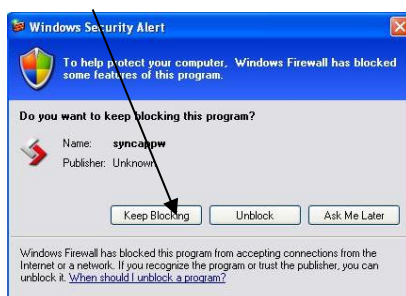 Windows Security Alert
To help protect your computer, Windows Firewall has blocked
some features of this program.
Do you want to keep blocking this program?
Name: syncappw
Publisher: Unknown
Keep Blocking Unblock Ask Me Later
Windows Firewall has blocked this program from accepting connections from the
Internet or a network. If you recognize the program or trust the publisher, you can
unblock it. When should I unblock a program?